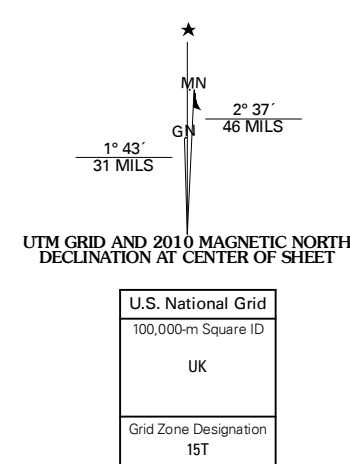 MN
GN
2° 37´
46 MILS
1° 43´
31 MILS
UTM GRID AND 2010 MAGNETIC NORTH
DECLINATION AT CENTER OF SHEET
U.S. National Grid
100,000-m Square ID
UK
Grid Zone Designation
15T